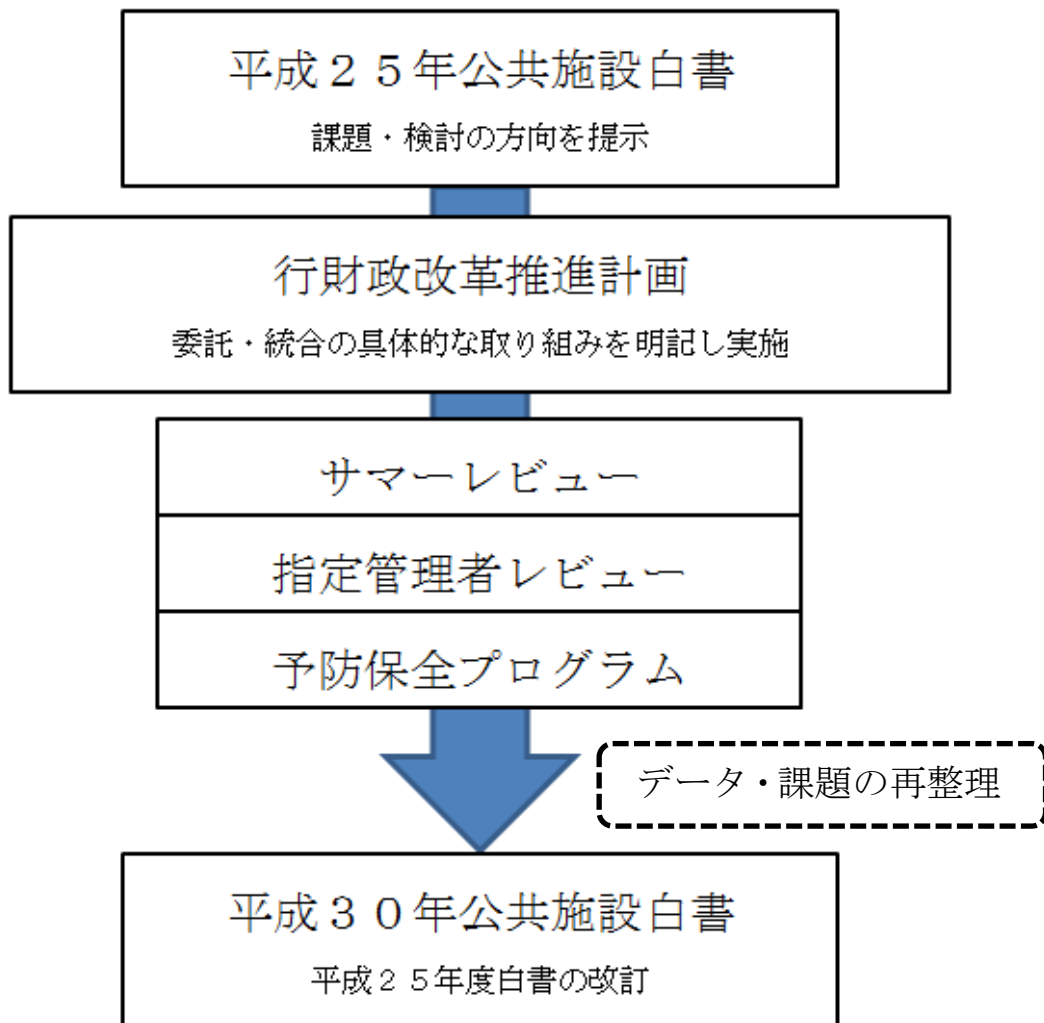 平成２５年公共施設白書
課題・検討の方向を提示
行財政改革推進計画
委託・統合の具体的な取り組みを明記し実施
サマーレビュー
指定管理者レビュー
予防保全プログラム
データ・課題の再整理
平成３０年公共施設白書
平成２５年度白書の改訂